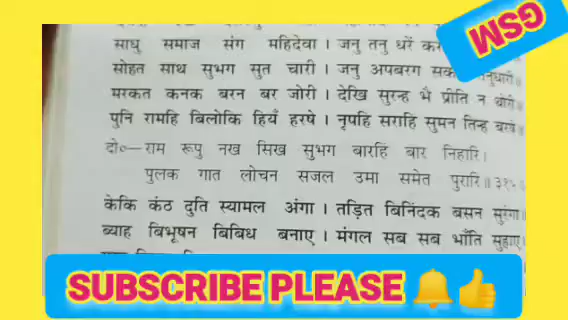 साधु समाज संग महिदेवा । जनु तनु धरें
सोहत साथ सुभग सुत चारी । जनु अपबरग
मरकत कनक बरन बर जोरी । देखि सुरन्ह भै प्रीति न थोरी॥
पुनि रामहि बिलोकि हियँ हरषे । नृपहि सराहि सुमन तिन्ह बरषे॥
दो०—राम रूपु नख सिख सुभग बारहिं बार निहारि।
पुलक गात लोचन सजल उमा समेत पुरारि॥
केकि कंठ दुति स्यामल अंगा । तड़ित बिनिंदक बसन सुरंगा॥
ब्याह बिभूषन बिबिध बनाए । मंगल सब सब भाँति सुहाए॥
GSM
SUBSCRIBE PLEASE